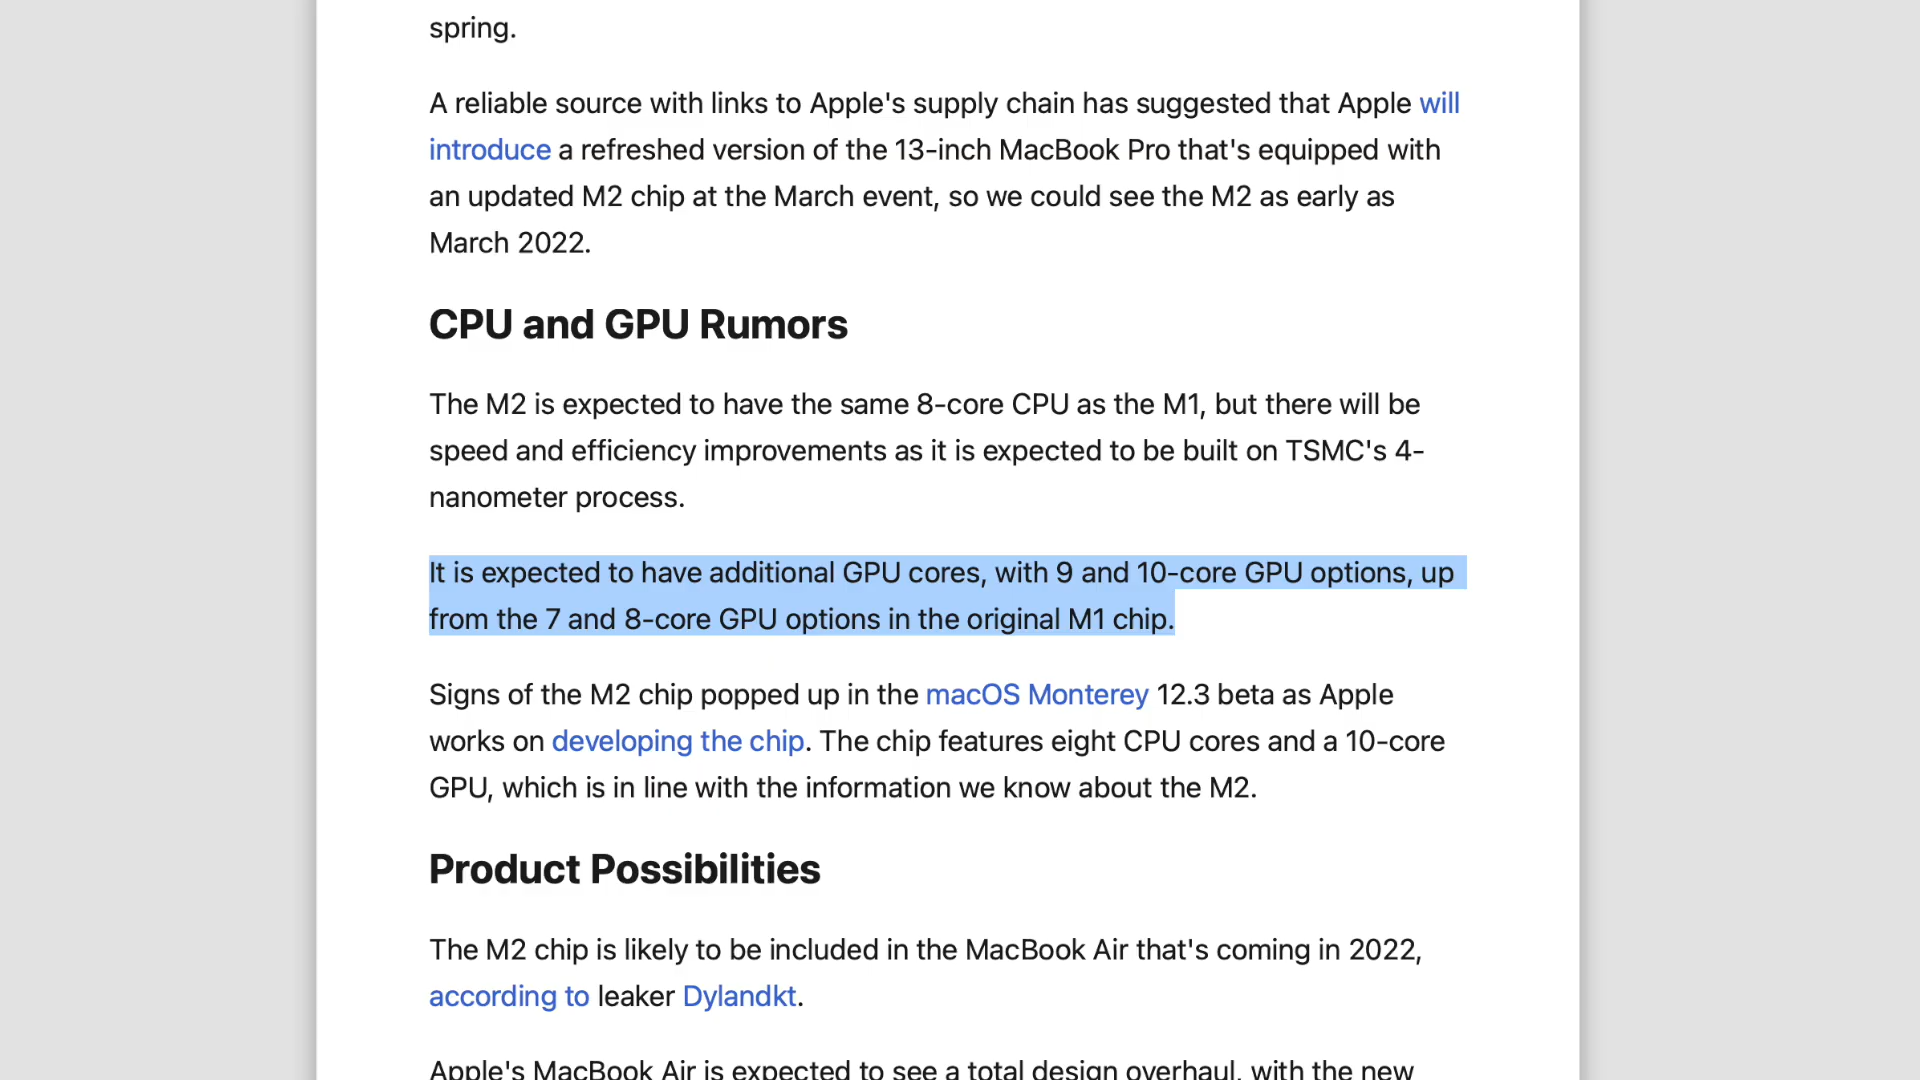 spring.
A reliable source with links to Apple's supply chain has suggested that Apple will
introduce a refreshed version of the 13-inch MacBook Pro that's equipped with
an updated M2 chip at the March event, so we could see the M2 as early as
March 2022.
CPU and GPU Rumors
The M2 is expected to have the same 8-core CPU as the M1, but there will be
speed and efficiency improvements as it is expected to be built on TSMC's 4-
nanometer process.
It is expected to have additional GPU cores, with 9 and 10-core GPU options, up
from the 7 and 8-core GPU options in the original M1 chip.
Signs of the M2 chip popped up in the macOS Monterey 12.3 beta as Apple
works on developing the chip. The chip features eight CPU cores and a 10-core
GPU, which is in line with the information we know about the M2.
Product Possibilities
The M2 chip is likely to be included in the MacBook Air that's coming in 2022,
according to leaker Dylandkt.
Apple's MacBook Air is expected to see a total design overhaul, with the new